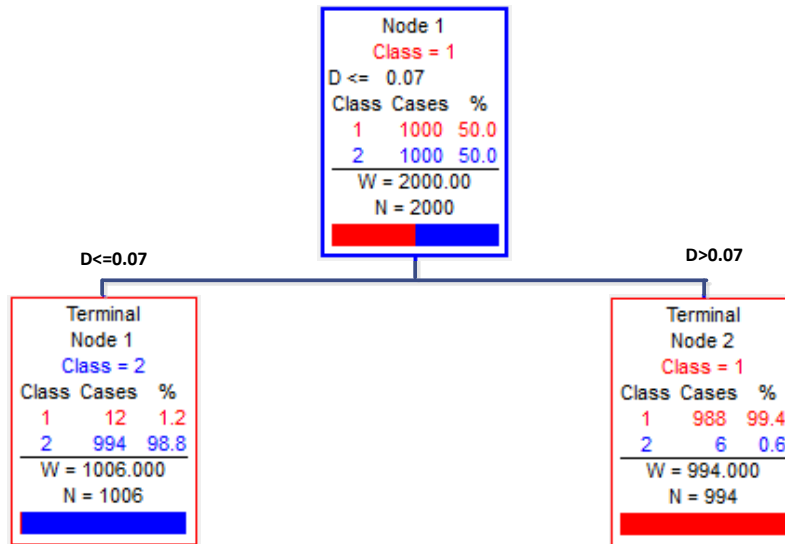 Node 1
Class = 1
D <= 0.07
Class Cases %
1 1000 50.0
2 1000 50.0
W = 2000.00
N = 2000
D<=0.07
D>0.07
Terminal
Node 1
Class = 2
Class Cases %
1 12 1.2
2 994 98.8
W = 1006.000
N = 1006
Terminal
Node 2
Class = 1
Class Cases %
1 988 99.4
2 6 0.6
W = 994.000
N = 994